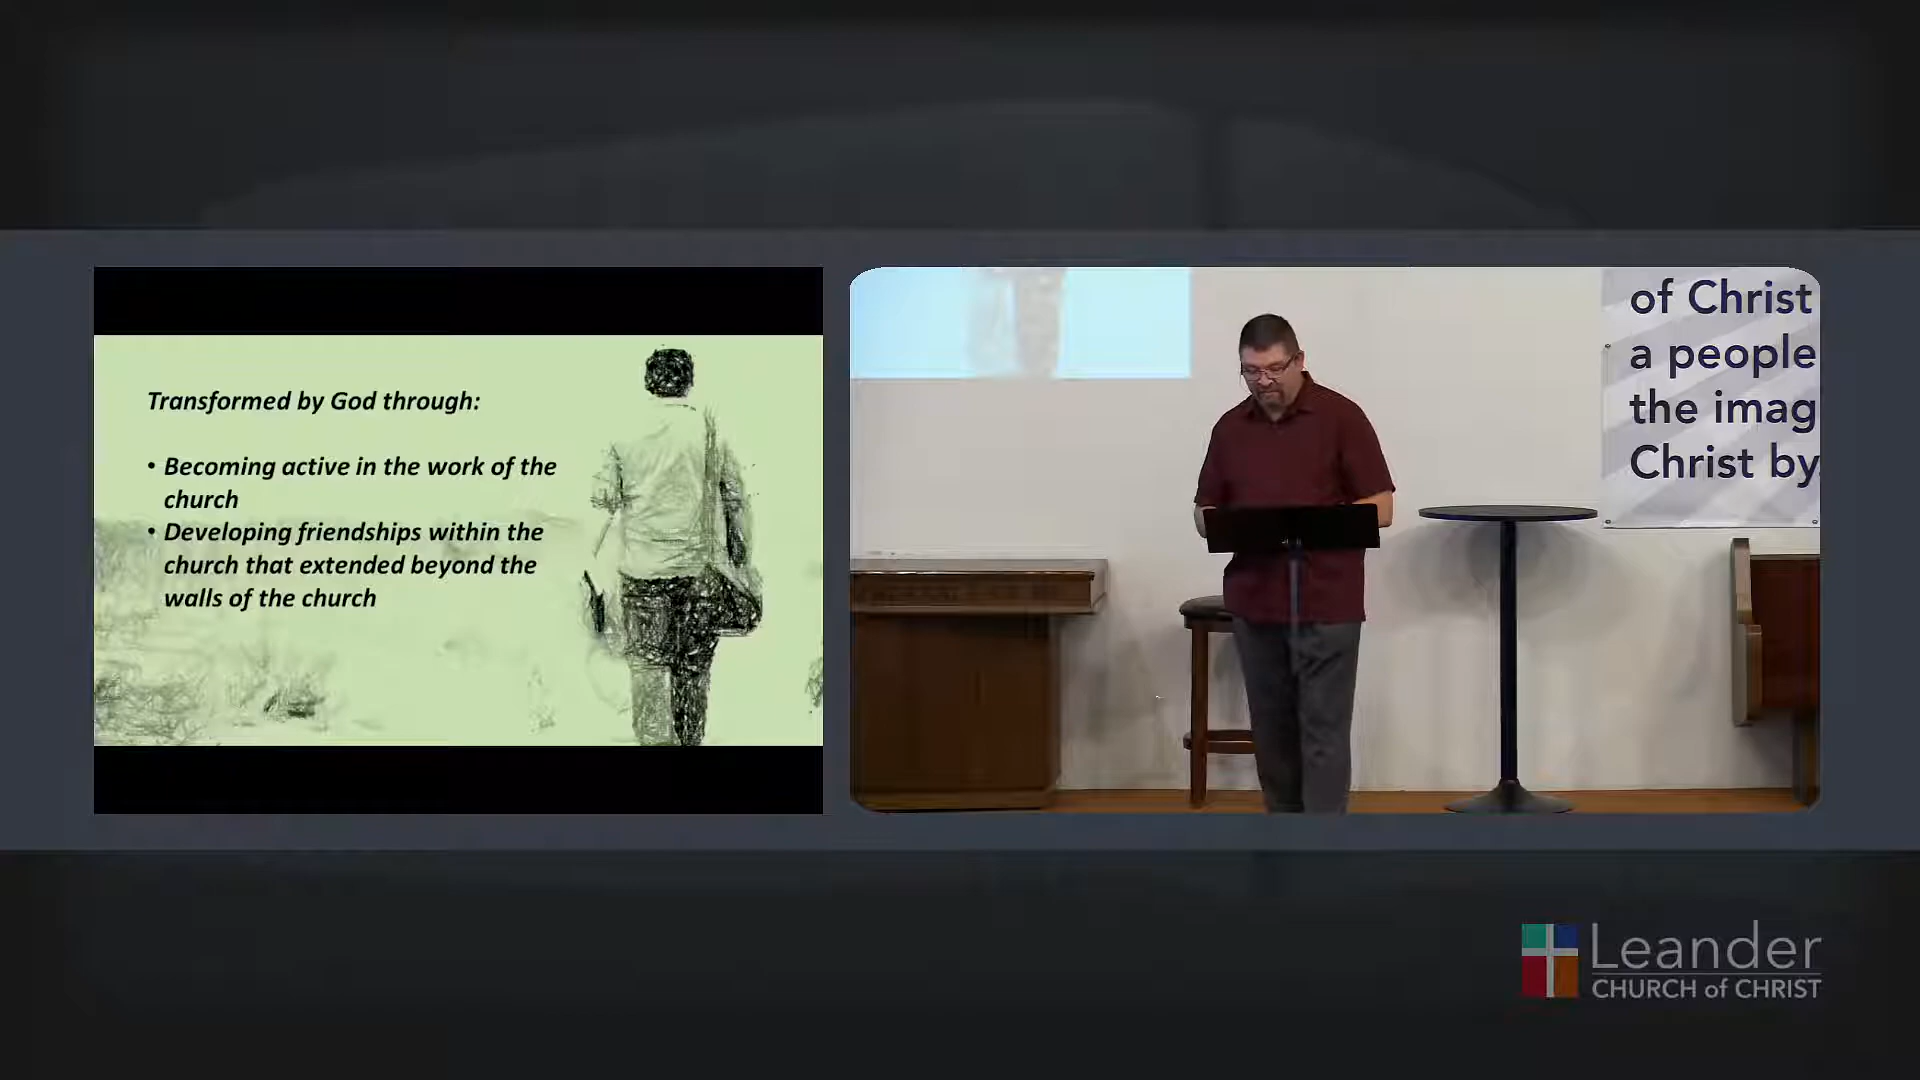 Transformed by God through:
• Becoming active in the work of the
church
• Developing friendships within the
church that extended beyond the
walls of the church
of Christ
a people
the imag
Christ by
Leander
CHURCH of CHRIST